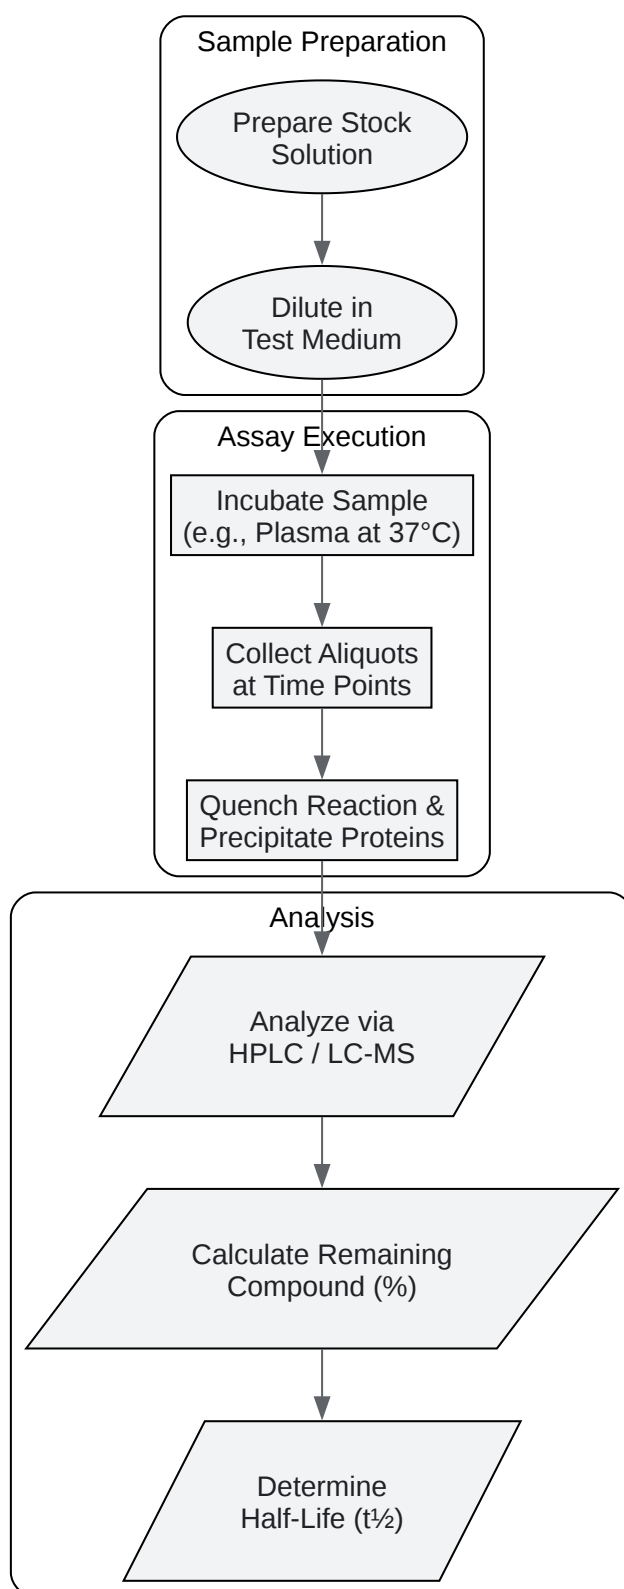 Sample Preparation
Prepare Stock
Solution
Dilute in
Test Medium
Assay Execution
Incubate Sample
(e.g., Plasma at 37°C)
Collect Aliquots
at Time Points
Quench Reaction &
Precipitate Proteins
Analysis
Analyze via
HPLC / LC-MS
Calculate Remaining
Compound (%)
Determine
Half-Life (t½)